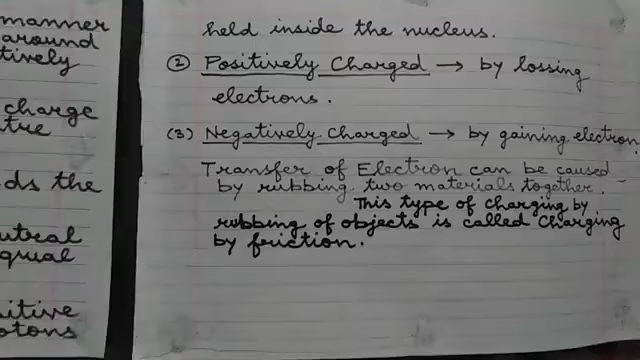 manner
around
tively
charge
tre
ds the
utral
qual
itive
otons
held inside the nucleus.
② Positively Charged → by lossing
electrons.
(3) Negatively Charged → by gaining electron
Transfer of Electron can be caused
by rubbing two materials together.
This type of charging by
rubbing of objects is called Charging
by friction.